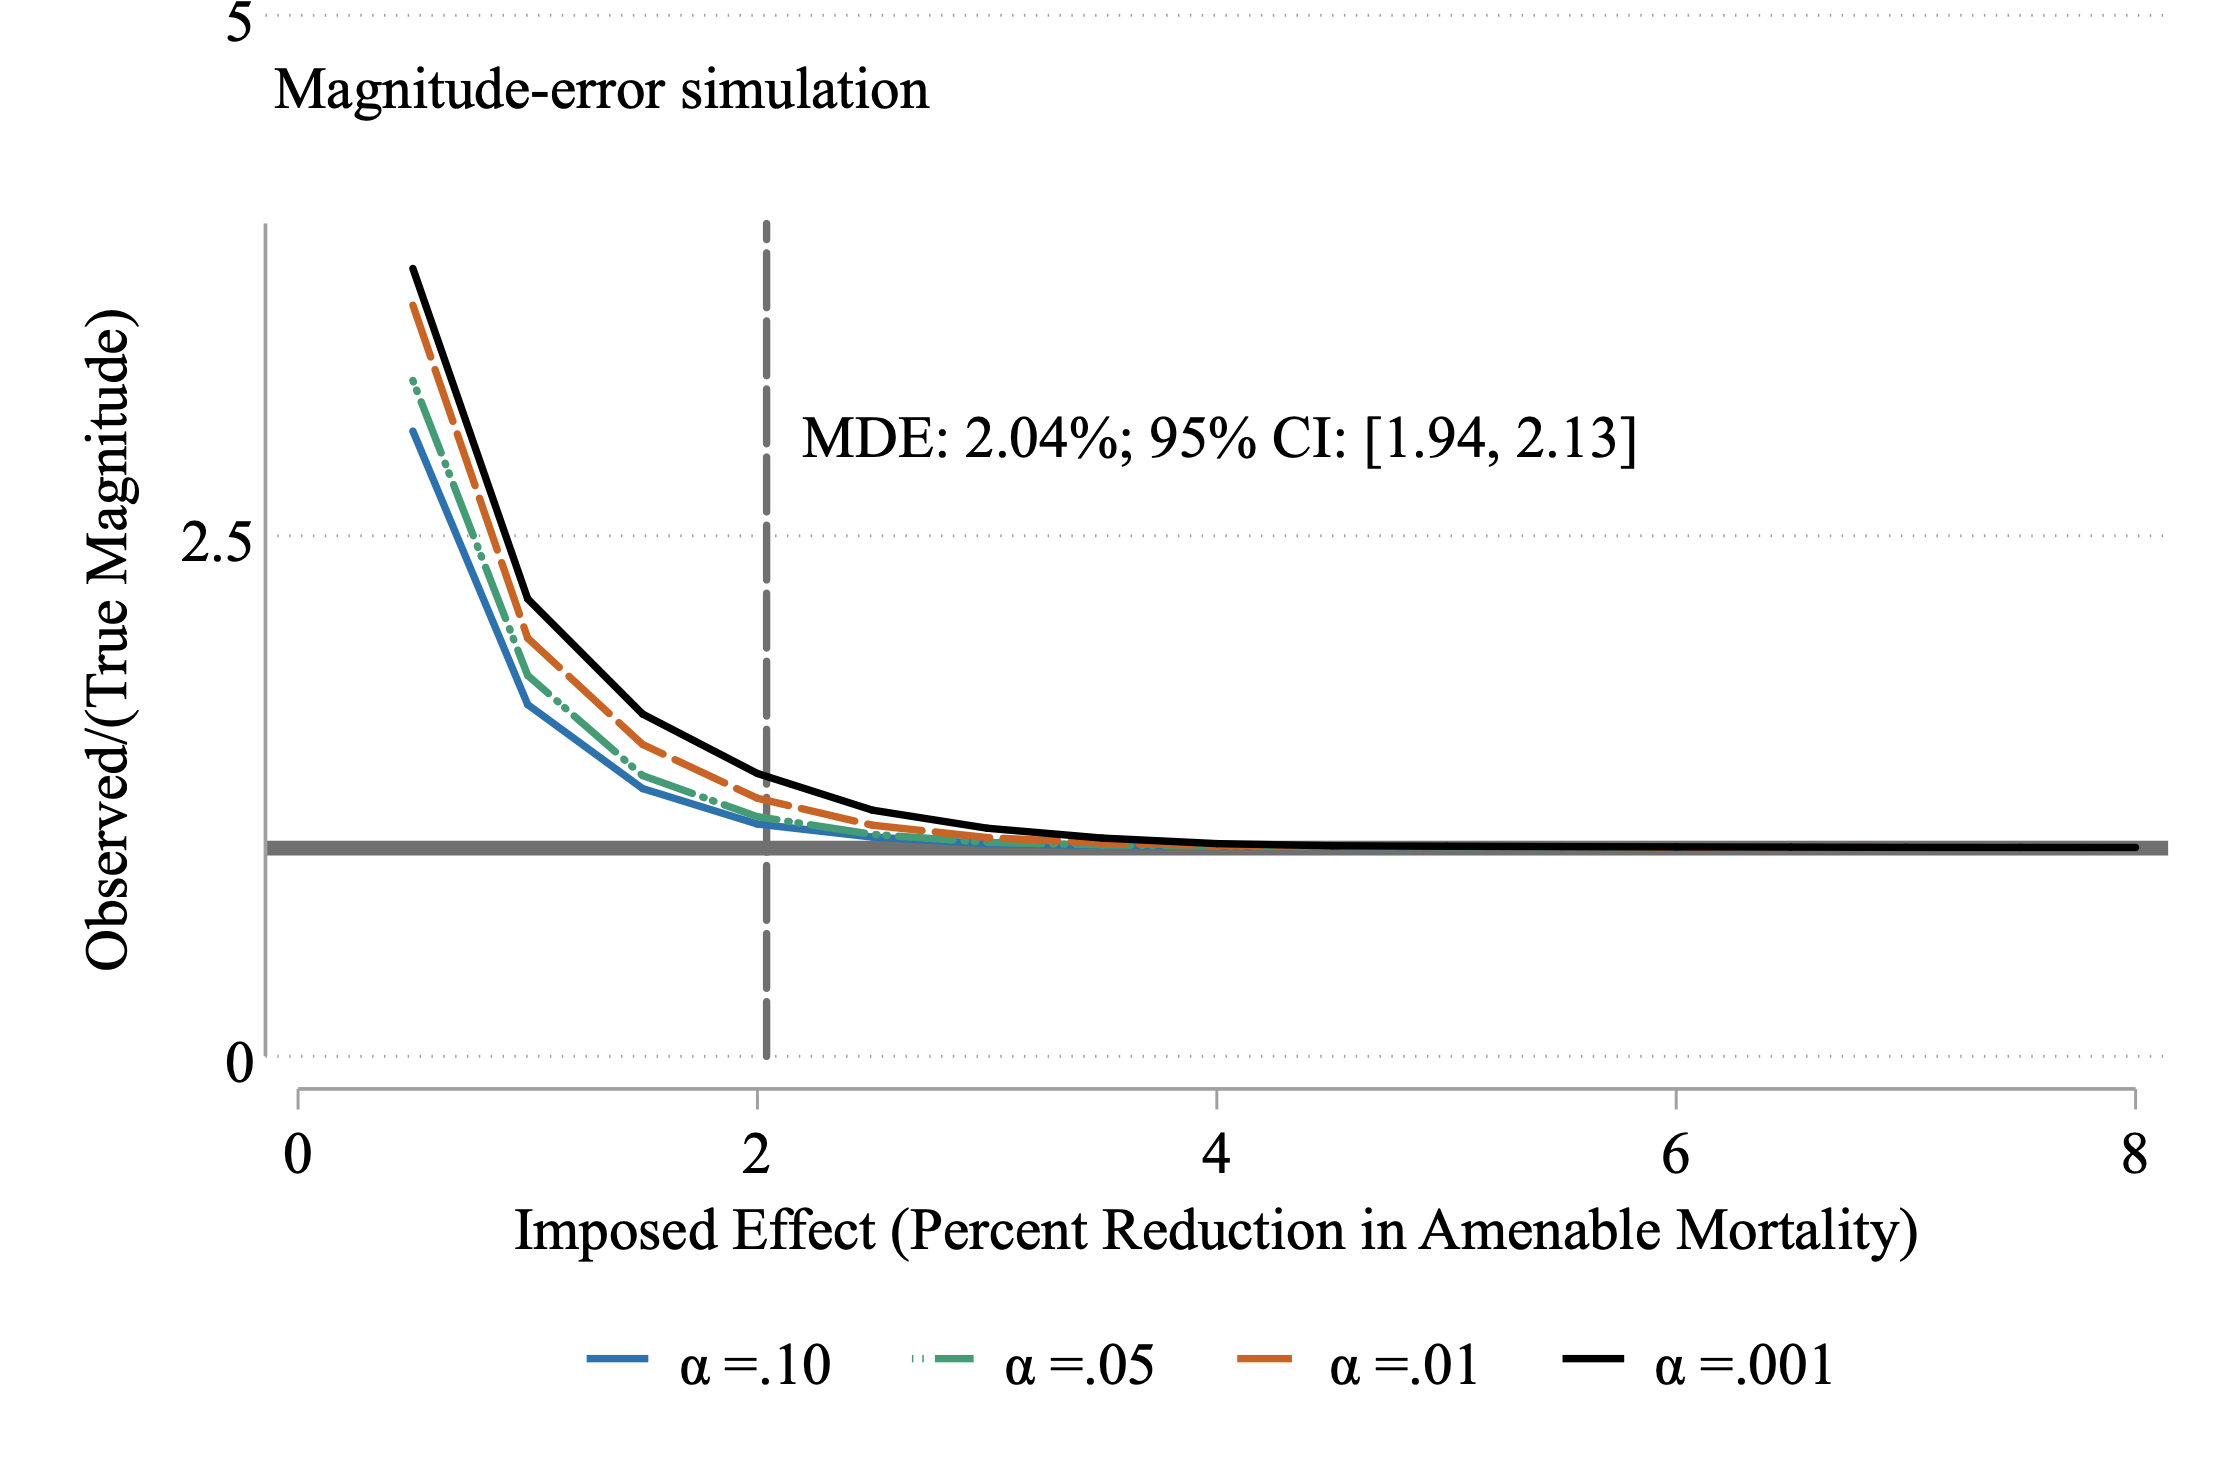 5
Magnitude-error simulation
Observed/(True Magnitude)
MDE: 2.04%; 95% CI: [1.94, 2.13]
2.5
0
0 2 4 6 8
Imposed Effect (Percent Reduction in Amenable Mortality)
α =.10 α =.05 α =.01 α =.001